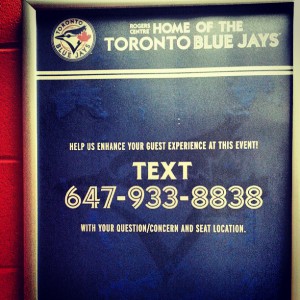 TORONTO
BLUE JAYS
ROGERS
CENTRE
HOME OF THE
TORONTO BLUE JAYS
HELP US ENHANCE YOUR GUEST EXPERIENCE AT THIS EVENT!
TEXT
647-933-8838
WITH YOUR QUESTION/CONCERN AND SEAT LOCATION.